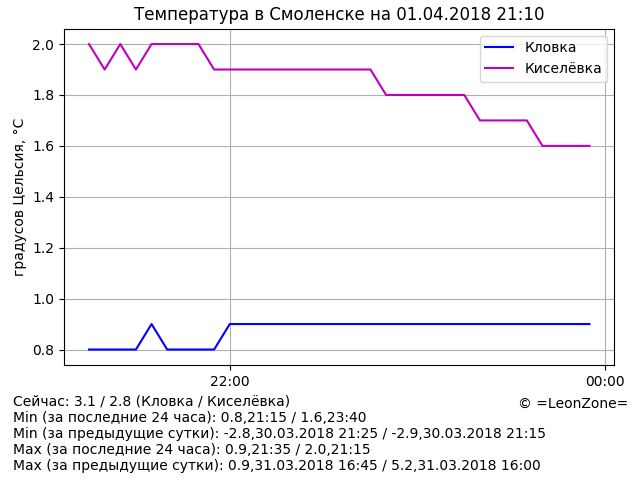 Температура в Смоленске на 01.04.2018 21:10
градусов Цельсия, °C
2.0
1.8
1.6
1.4
1.2
1.0
0.8
Кловка
Киселёвка
22:00
00:00
Сейчас: 3.1 / 2.8 (Кловка / Киселёвка)
© =LeonZone=
Min (за последние 24 часа): 0.8,21:15 / 1.6,23:40
Min (за предыдущие сутки): -2.8,30.03.2018 21:25 / -2.9,30.03.2018 21:15
Max (за последние 24 часа): 0.9,21:35 / 2.0,21:15
Max (за предыдущие сутки): 0.9,31.03.2018 16:45 / 5.2,31.03.2018 16:00